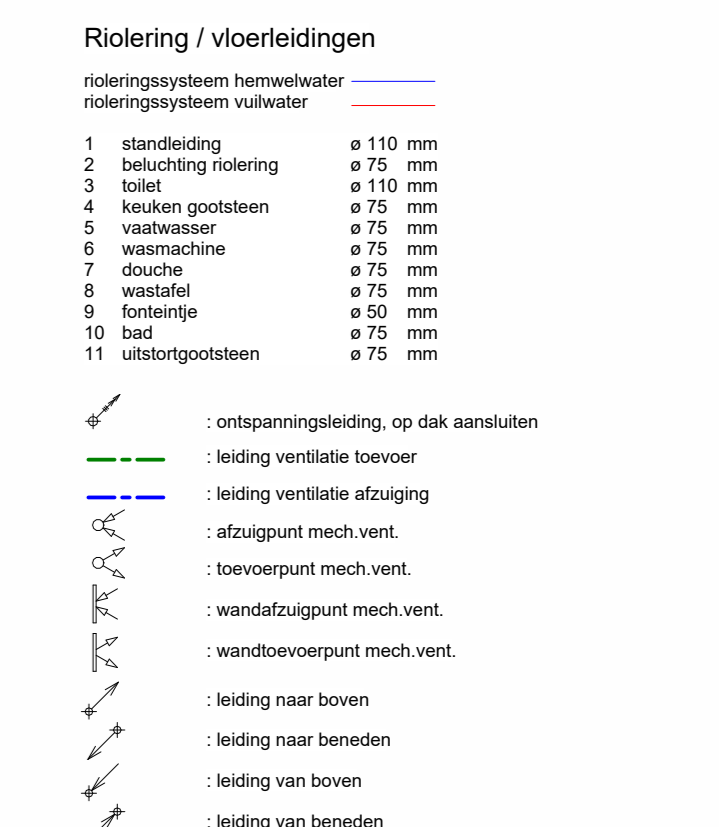 Riolering / vloerleidingen
rioleringssysteem hemwelwater
rioleringssysteem vuilwater
1 standleiding ø 110 mm
2 beluchting riolering ø 75 mm
3 toilet ø 110 mm
4 keuken gootsteen ø 75 mm
5 vaatwasser ø 75 mm
6 wasmachine ø 75 mm
7 douche ø 75 mm
8 wastafel ø 75 mm
9 fonteintje ø 50 mm
10 bad ø 75 mm
11 uitstortgootsteen ø 75 mm
: ontspanningsleiding, op dak aansluiten
: leiding ventilatie toevoer
: leiding ventilatie afzuiging
: afzuigpunt mech.vent.
: toevoerpunt mech.vent.
: wandafzuigpunt mech.vent.
: wandtoevoerpunt mech.vent.
: leiding naar boven
: leiding naar beneden
: leiding van boven
: leiding van beneden